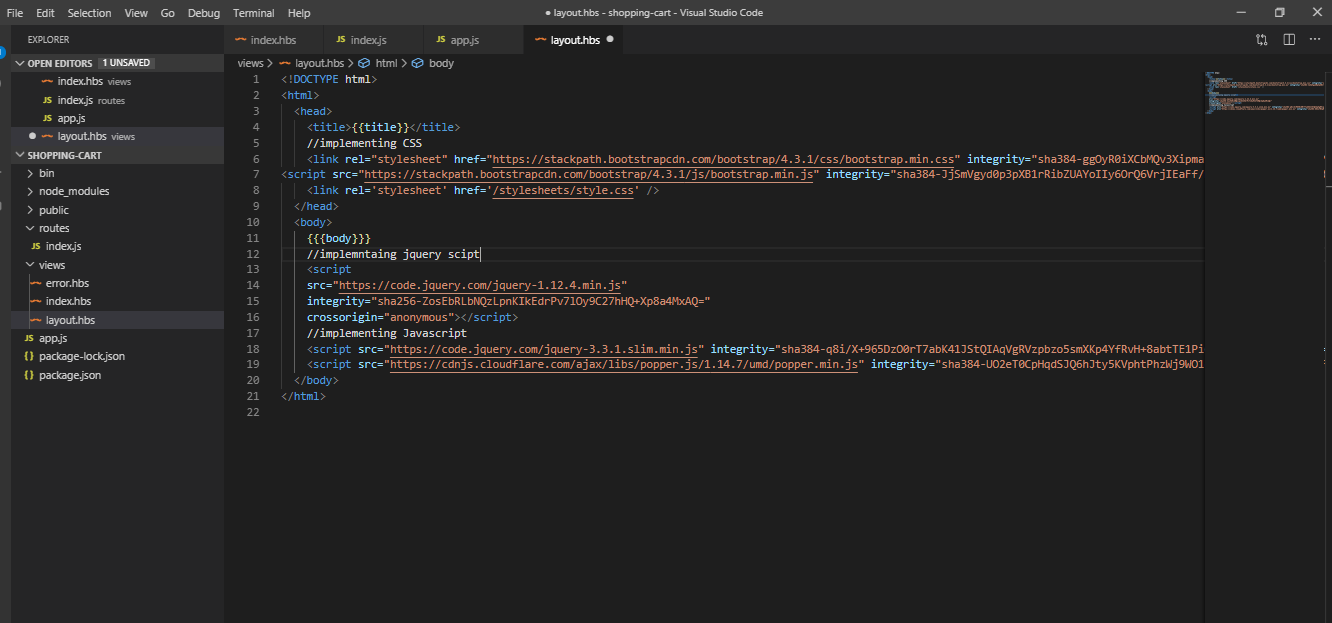 File Edit Selection View Go Debug Terminal Help
● layout.hbs - shopping-cart - Visual Studio Code
EXPLORER
index.hbs
JS index.js
JS app.js
layout.hbs ●
OPEN EDITORS 1 UNSAVED
index.hbs views
JS index.js routes
JS app.js
● layout.hbs views
SHOPPING-CART
bin
node_modules
public
routes
JS index.js
views
error.hbs
index.hbs
layout.hbs
JS app.js
{} package-lock.json
{} package.json
views > layout.hbs > html > body
1 <!DOCTYPE html>
2 <html>
3 <head>
4 <title>{{title}}</title>
5 //implementing CSS
6 <link rel="stylesheet" href="https://stackpath.bootstrapcdn.com/bootstrap/4.3.1/css/bootstrap.min.css" integrity="sha384-ggOyR0iXCbMQv3Xipma
7 <script src="https://stackpath.bootstrapcdn.com/bootstrap/4.3.1/js/bootstrap.min.js" integrity="sha384-JjSmVgyd0p3pXB1rRibZUAYoIIy6OrQ6VrjIEaFf/
8 <link rel='stylesheet' href='/stylesheets/style.css' />
9 </head>
10 <body>
11 {{{body}}}
12 //implemntaing jquery scipt
13 <script
14 src="https://code.jquery.com/jquery-1.12.4.min.js"
15 integrity="sha256-ZosEbRLbNQzLpnKIkEdrPv7lOy9C27hHQ+Xp8a4MxAQ="
16 crossorigin="anonymous"></script>
17 //implementing Javascript
18 <script src="https://code.jquery.com/jquery-3.3.1.slim.min.js" integrity="sha384-q8i/X+965DzO0rT7abK41JStQIAqVgRVzpbzo5smXKp4YfRvH+8abtTE1Pi
19 <script src="https://cdnjs.cloudflare.com/ajax/libs/popper.js/1.14.7/umd/popper.min.js" integrity="sha384-UO2eT0CpHqdSJQ6hJty5KVphtPhzWj9WO1
20 </body>
21 </html>
22